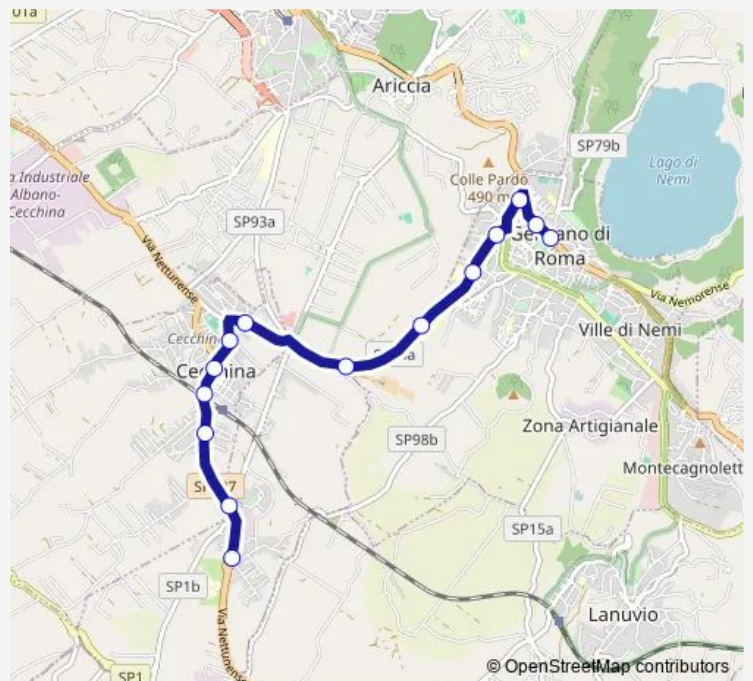 01a
Ariccia
SP79b
Lago di
Nemi
a Industriale
Albano-
Cecchina
Colle Pardo
490 m
SP93a
Via Nettunense
Roma
Via Nemorense
Ville di Nemi
SP98b
Zona Artigianale
Montecagnolett
SP15a
SP1b
Lanuvio
Via Nettunense
SP1
© OpenStreetMap contributors